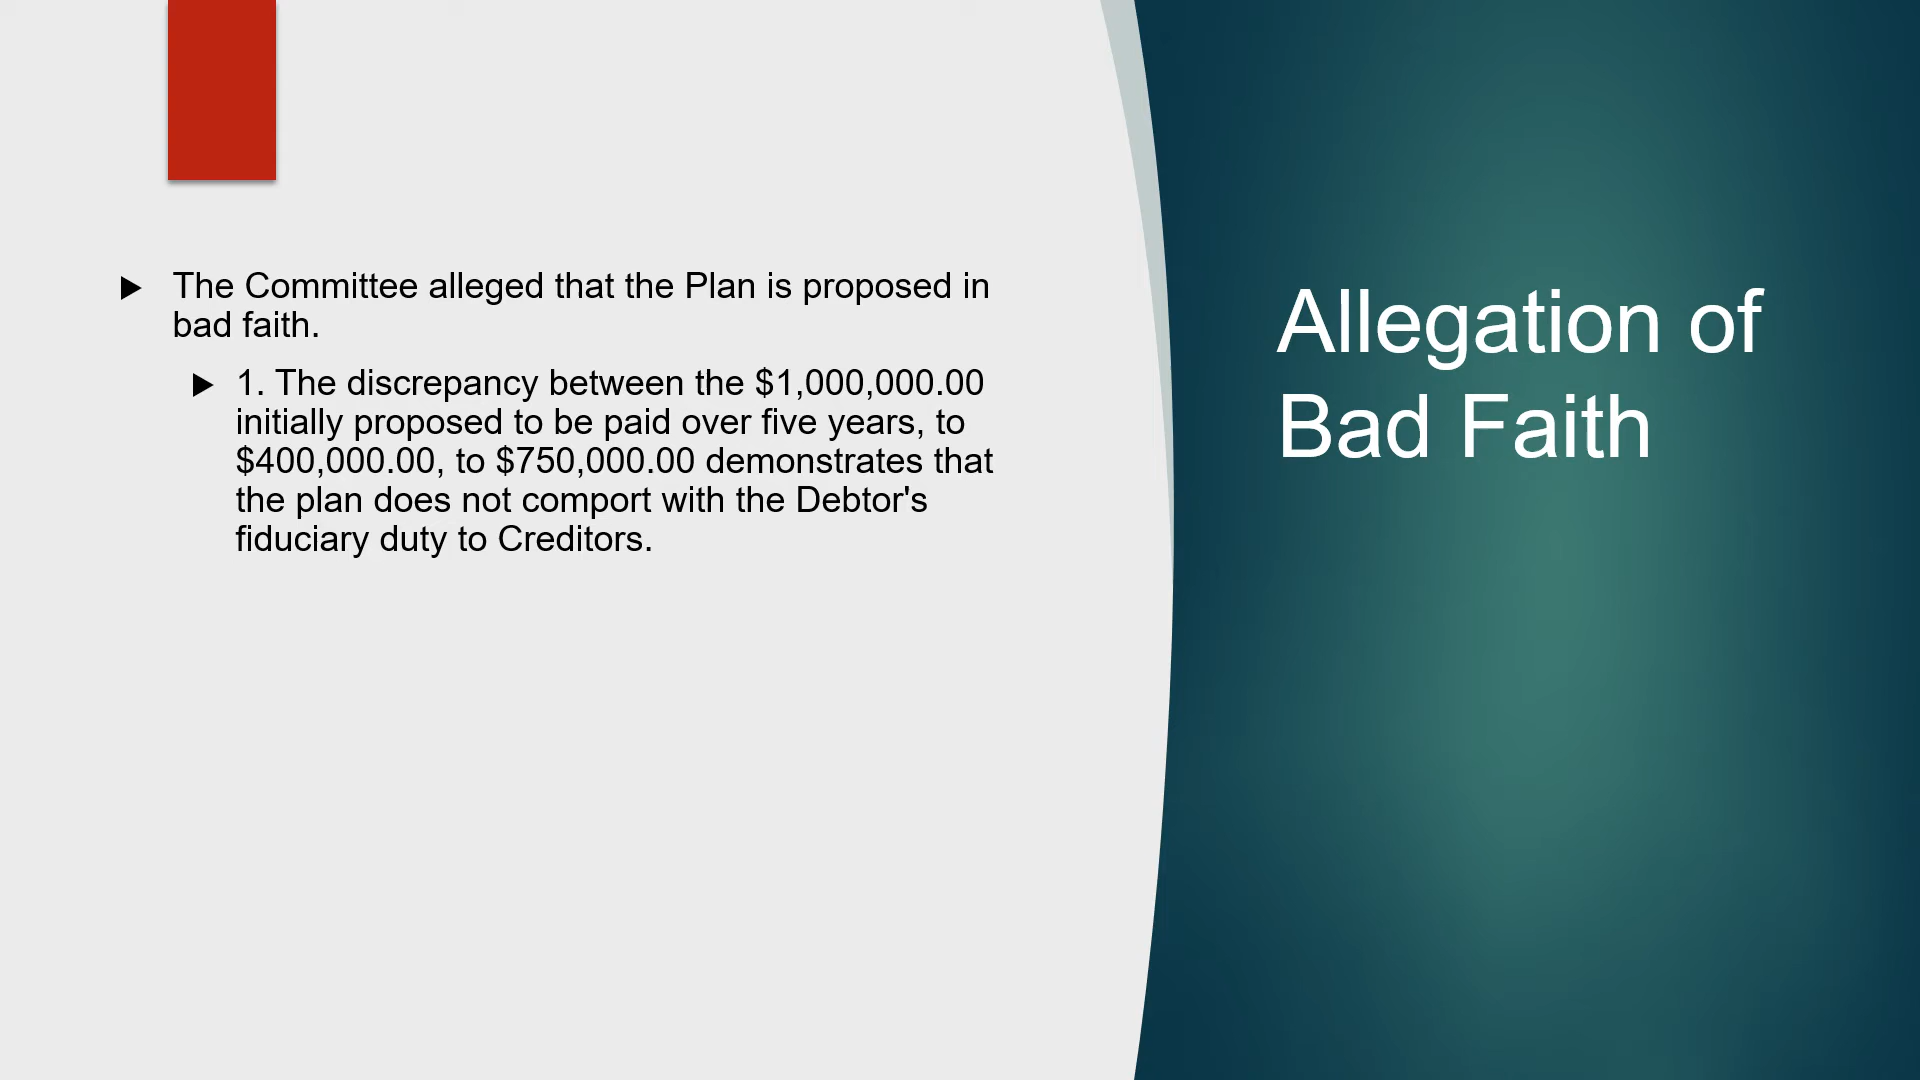 The Committee alleged that the Plan is proposed in
bad faith.
1. The discrepancy between the $1,000,000.00
initially proposed to be paid over five years, to
$400,000.00, to $750,000.00 demonstrates that
the plan does not comport with the Debtor's
fiduciary duty to Creditors.
Allegation of
Bad Faith